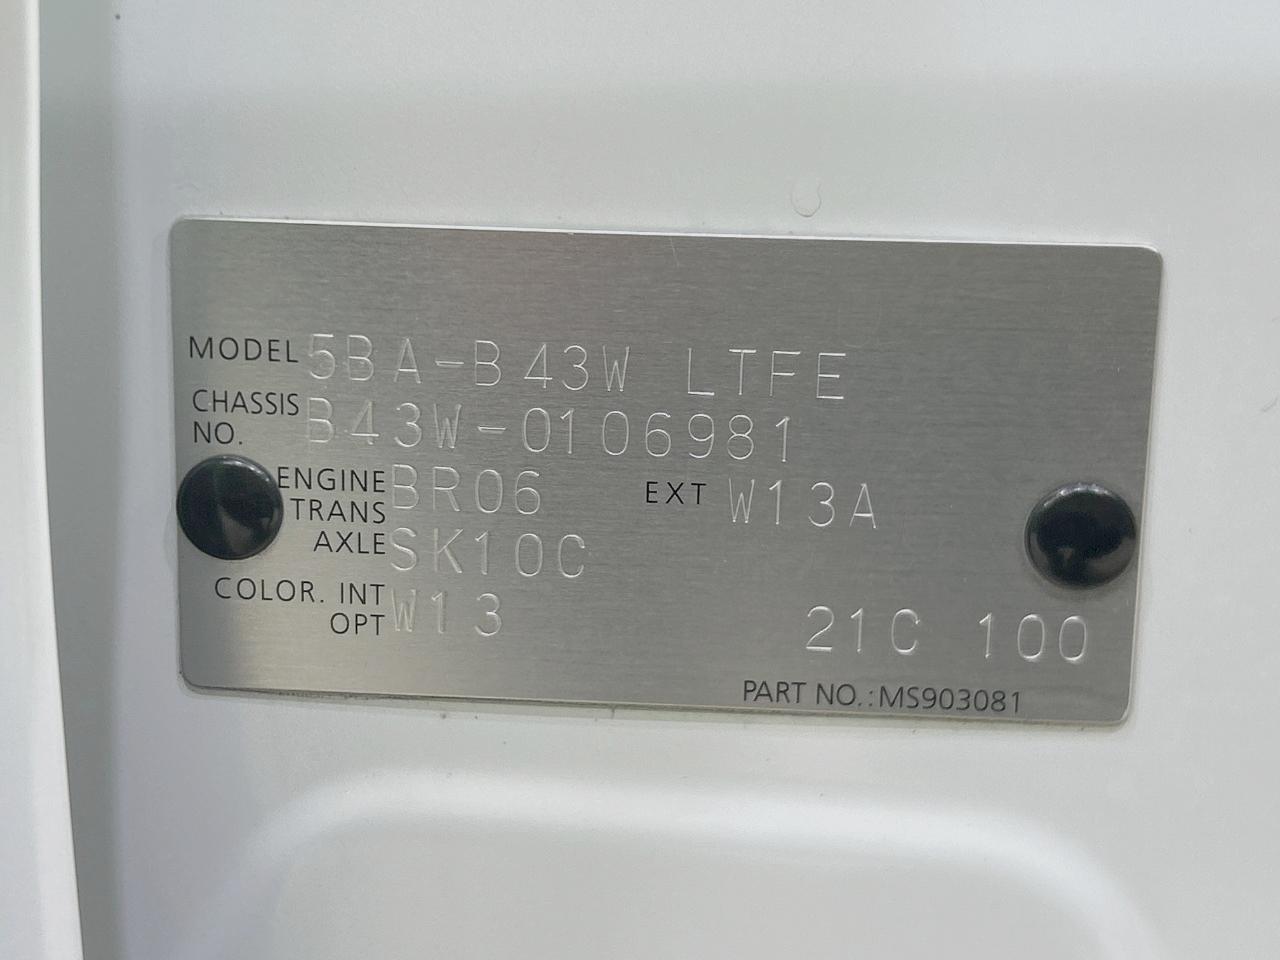 MODEL 5BA-B43W LTFE
CHASSIS NO. B43W-0106981
ENGINE BR06 EXT W13A
TRANS AXLE SK10C
COLOR. INT OPT W13 21C 100
PART NO.:MS903081